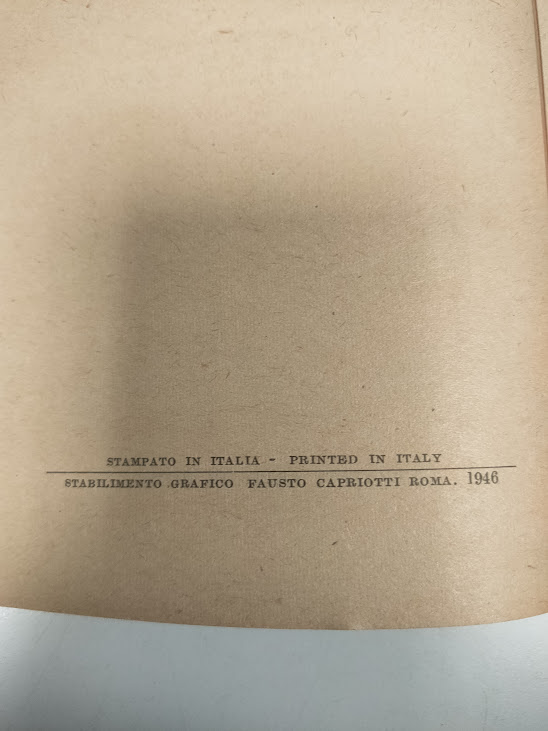 STAMPATO IN ITALIA - PRINTED IN ITALY
STABILIMENTO GRAFICO FAUSTO CAPRIOTTI ROMA. 1946